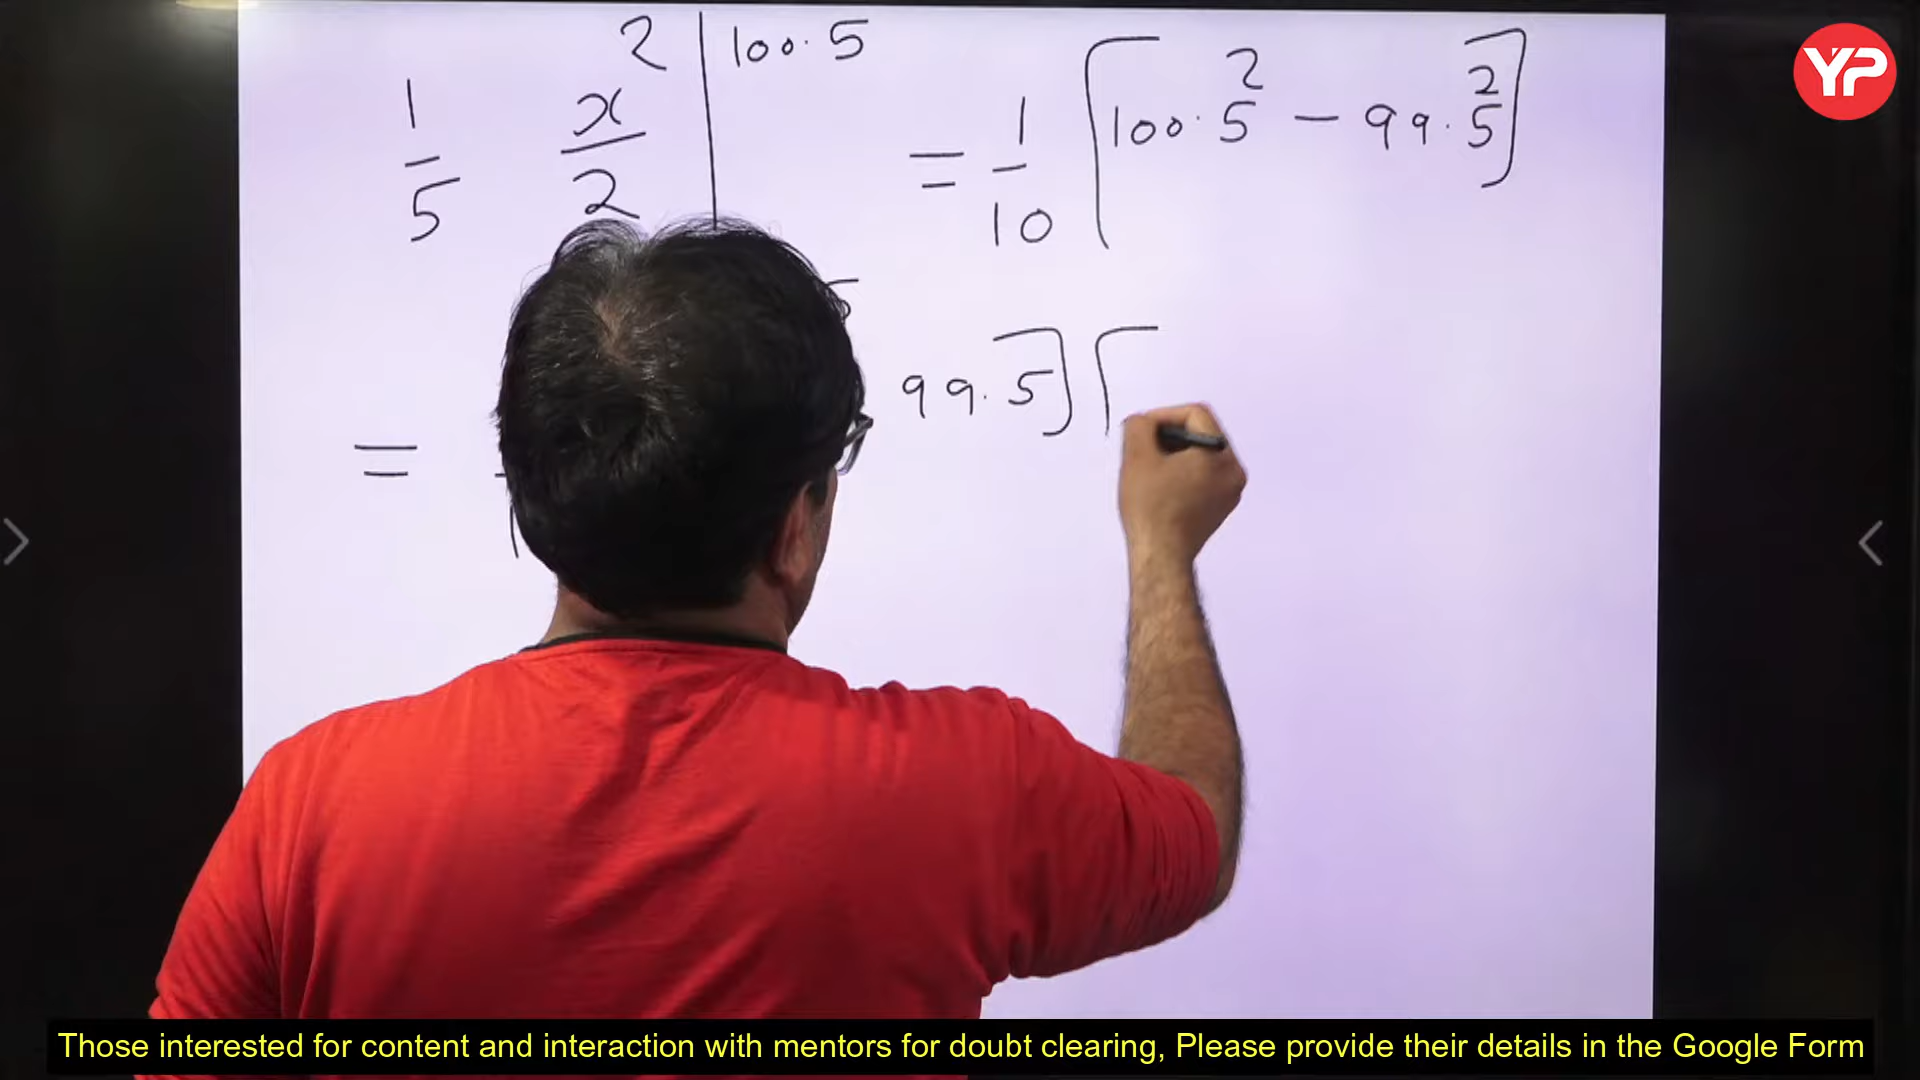 1/5 x²/2 | 100.5 = 1/10 [100.5² − 99.5²]
= 99.5] [
YP
Those interested for content and interaction with mentors for doubt clearing, Please provide their details in the Google Form